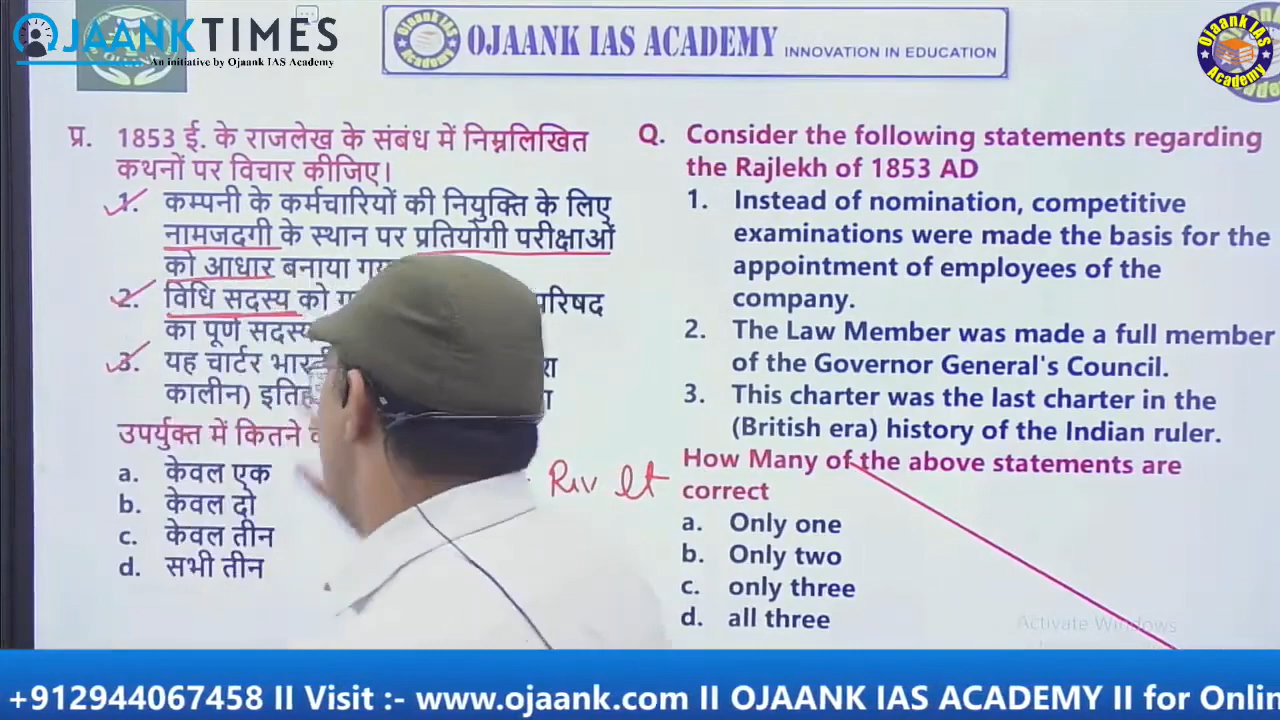 OJAANKTIMES
An initiative by Ojaank IAS Academy
OJAANK IAS ACADEMY INNOVATION IN EDUCATION
Ojaank IAS Academy
प्र. 1853 ई. के राजलेख के संबंध में निम्नलिखित
कथनों पर विचार कीजिए।
1. कम्पनी के कर्मचारियों की नियुक्ति के लिए
नामजदगी के स्थान पर प्रतियोगी परीक्षाओं
को आधार बनाया
2. विधि सदस्य को
का पूर्ण
3. यह चार्टर
कालीन)
उपर्युक्त में कितने
a. केवल एक
b. केवल दो
c. केवल तीन
d. सभी तीन
Q. Consider the following statements regarding
the Rajlekh of 1853 AD
1. Instead of nomination, competitive
examinations were made the basis for the
appointment of employees of the
company.
2. The Law Member was made a full member
of the Governor General's Council.
3. This charter was the last charter in the
(British era) history of the Indian ruler.
How Many of the above statements are
correct
a. Only one
b. Only two
c. only three
d. all three
Activate Windows
+912944067458 II Visit :- www.ojaank.com II OJAANK IAS ACADEMY II for